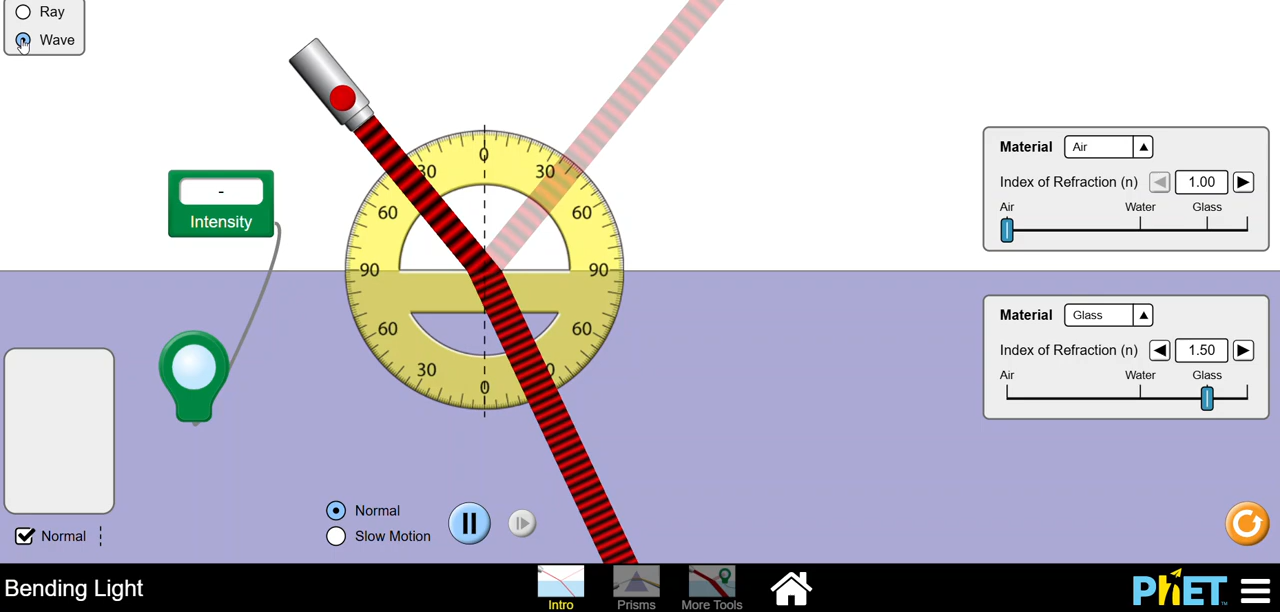 Ray
Wave
-
Intensity
0
30
30
60
60
90
90
60
60
30
0
0
Material Air
Index of Refraction (n) 1.00
Air Water Glass
Material Glass
Index of Refraction (n) 1.50
Air Water Glass
Normal
Normal
Slow Motion
Bending Light
Intro
Prisms
More Tools
PhET